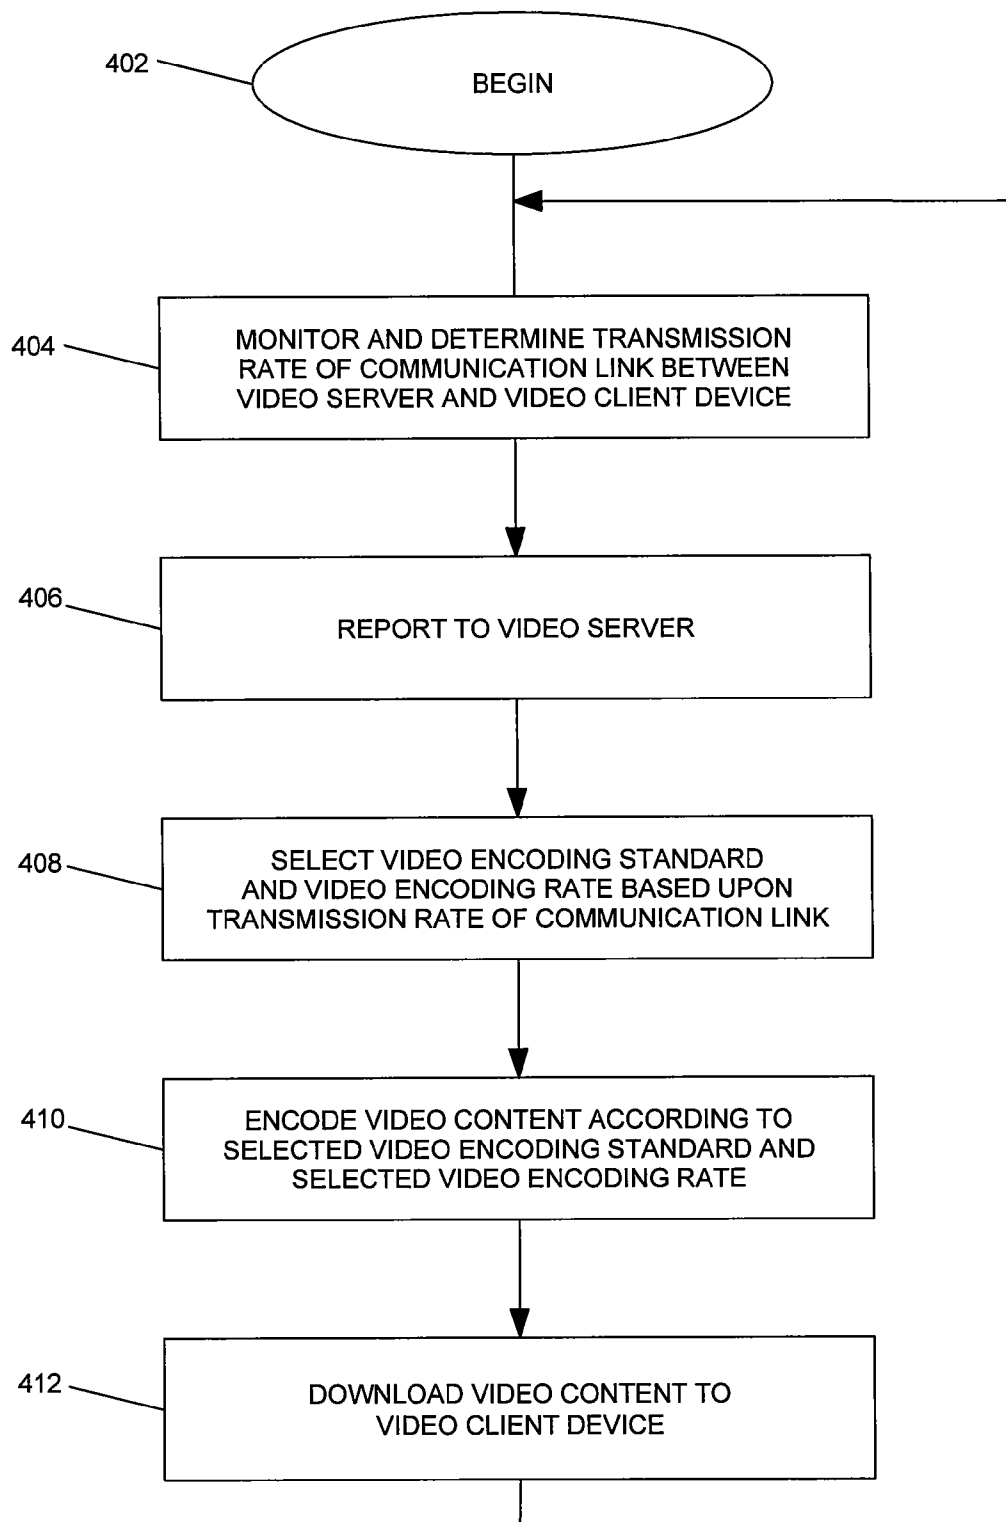 402
BEGIN
404
MONITOR AND DETERMINE TRANSMISSION
RATE OF COMMUNICATION LINK BETWEEN
VIDEO SERVER AND VIDEO CLIENT DEVICE
406
REPORT TO VIDEO SERVER
408
SELECT VIDEO ENCODING STANDARD
AND VIDEO ENCODING RATE BASED UPON
TRANSMISSION RATE OF COMMUNICATION LINK
410
ENCODE VIDEO CONTENT ACCORDING TO
SELECTED VIDEO ENCODING STANDARD AND
SELECTED VIDEO ENCODING RATE
412
DOWNLOAD VIDEO CONTENT TO
VIDEO CLIENT DEVICE